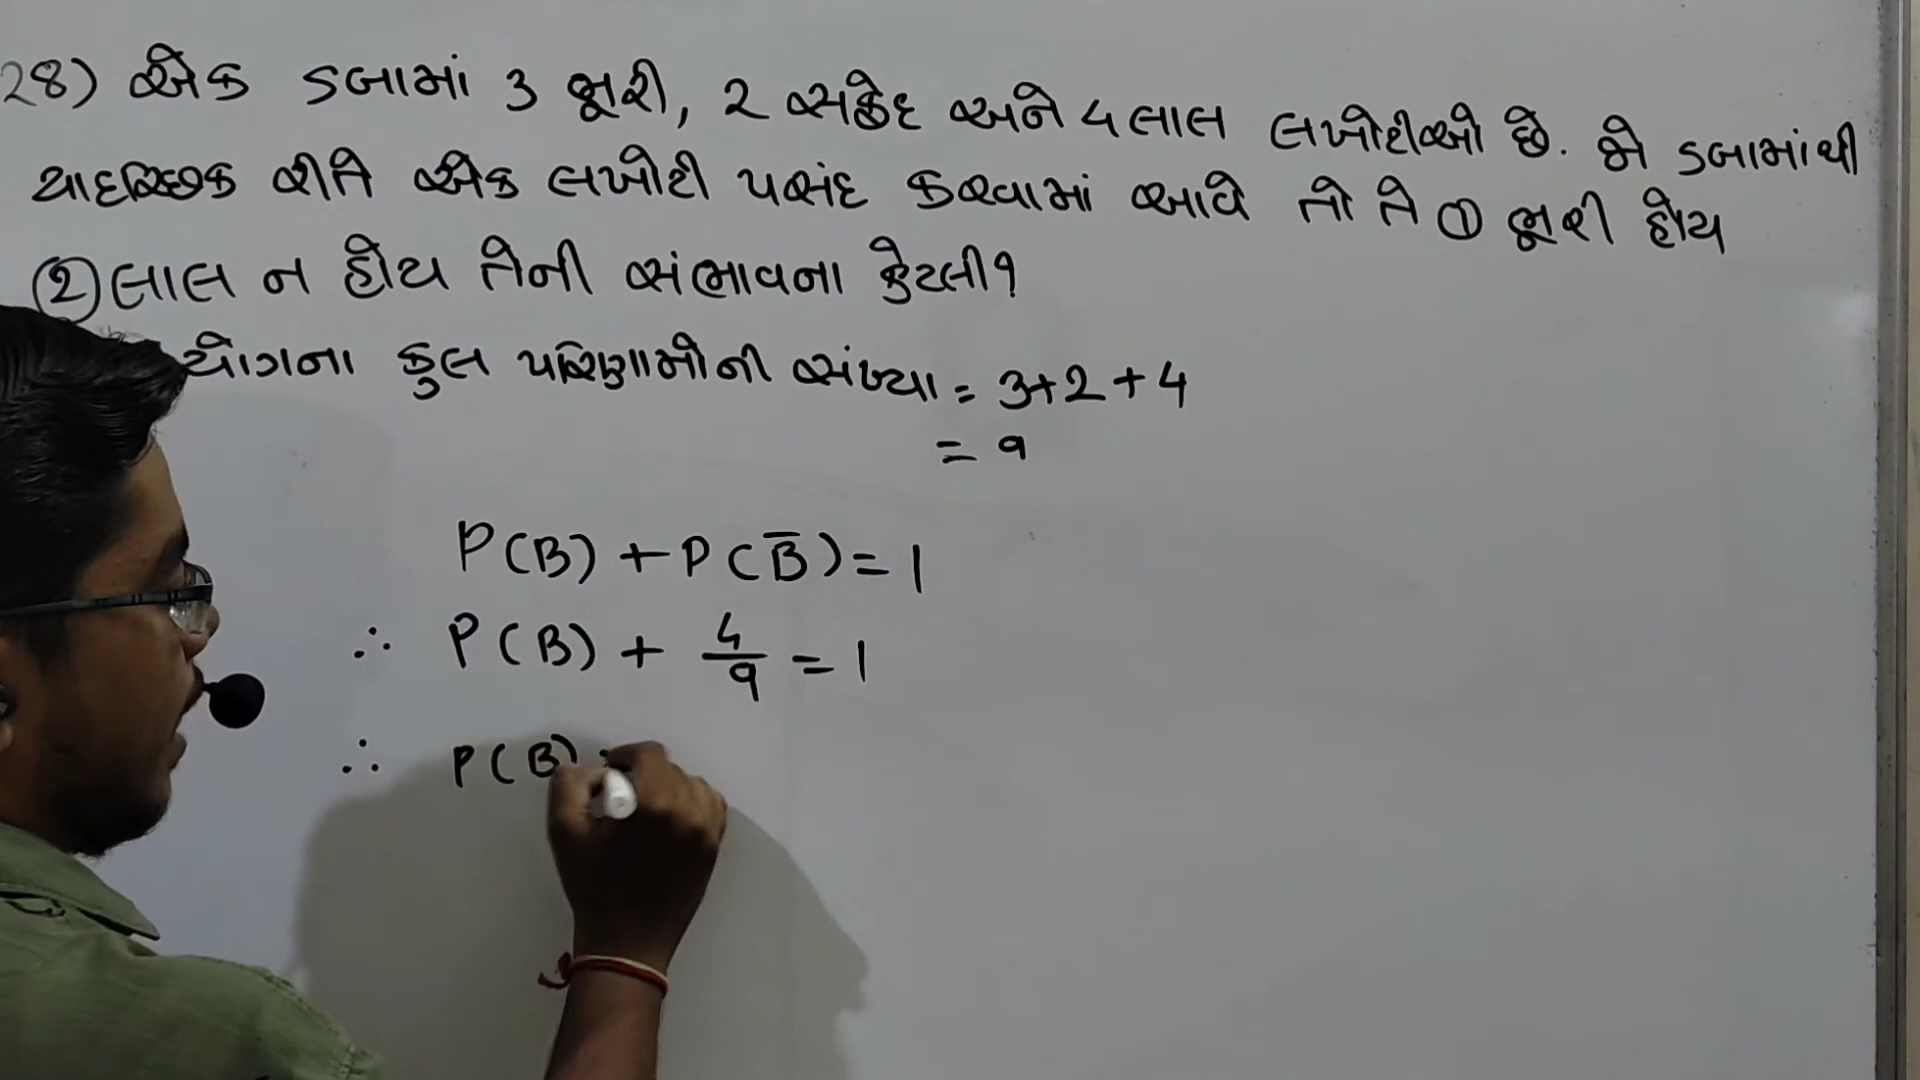 28) એક ડબામાં 3 ભૂરી, 2 સફેદ અને 4 લાલ લખોટીઓ છે. જો ડબામાંથી
યાદચ્છિક રીતે એક લખોટી પસંદ કરવામાં આવે તો તે ① ભૂરી હોય
② લાલ ન હોય તેની સંભાવના કેટલી?
યોગના કુલ પરિણામોની સંખ્યા = 3+2+4
= 9
P(B) + P(B̅) = 1
∴ P(B) + 4/9 = 1
∴ P(B)